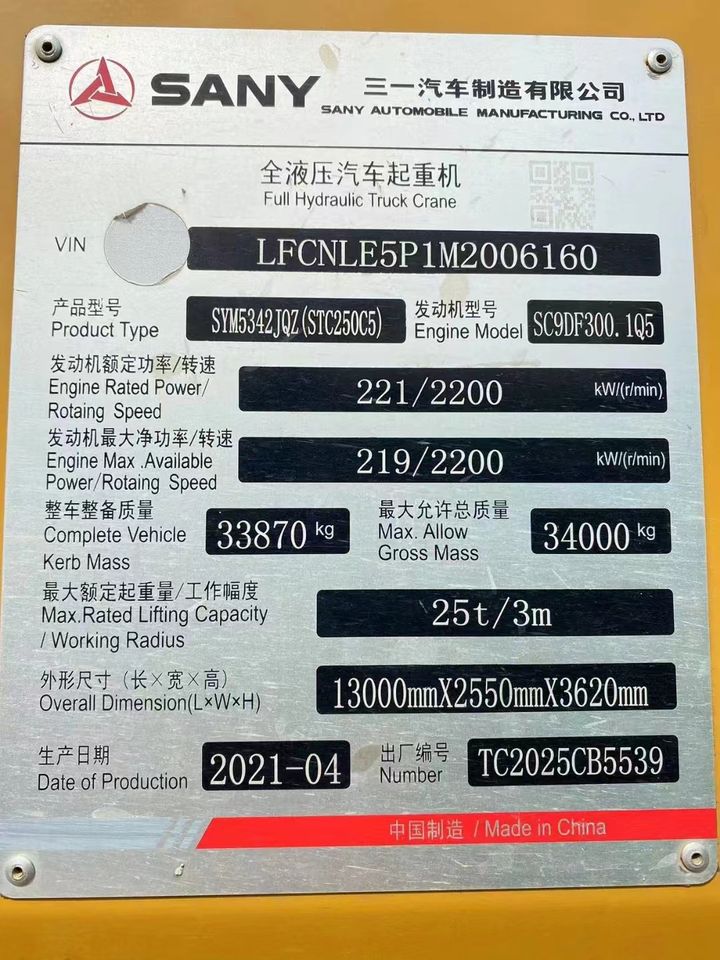 SANY
三一汽车制造有限公司
SANY AUTOMOBILE MANUFACTURING CO., LTD
全液压汽车起重机
Full Hydraulic Truck Crane
VIN LFCNLE5P1M2006160
产品型号
Product Type SYM5342JQZ(STC250C5)
发动机型号
Engine Model SC9DF300.1Q5
发动机额定功率/转速
Engine Rated Power/
Rotaing Speed
221/2200 kW/(r/min)
发动机最大净功率/转速
Engine Max .Available
Power/Rotaing Speed
219/2200 kW/(r/min)
整车整备质量
Complete Vehicle
Kerb Mass
33870 kg
最大允许总质量
Max. Allow
Gross Mass
34000 kg
最大额定起重量/工作幅度
Max.Rated Lifting Capacity
/ Working Radius
25t/3m
外形尺寸（长×宽×高）
Overall Dimension(L×W×H)
13000mmX2550mmX3620mm
生产日期
Date of Production 2021-04
出厂编号
Number TC2025CB5539
中国制造 / Made in China